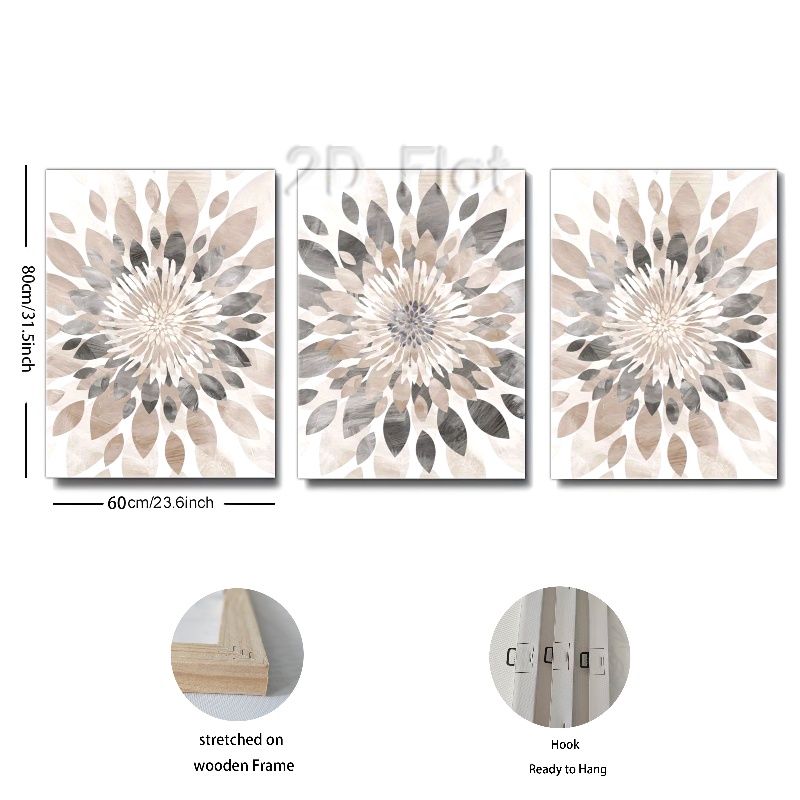 2D Flat
80cm/31.5inch
60cm/23.6inch
stretched on
wooden Frame
Hook
Ready to Hang